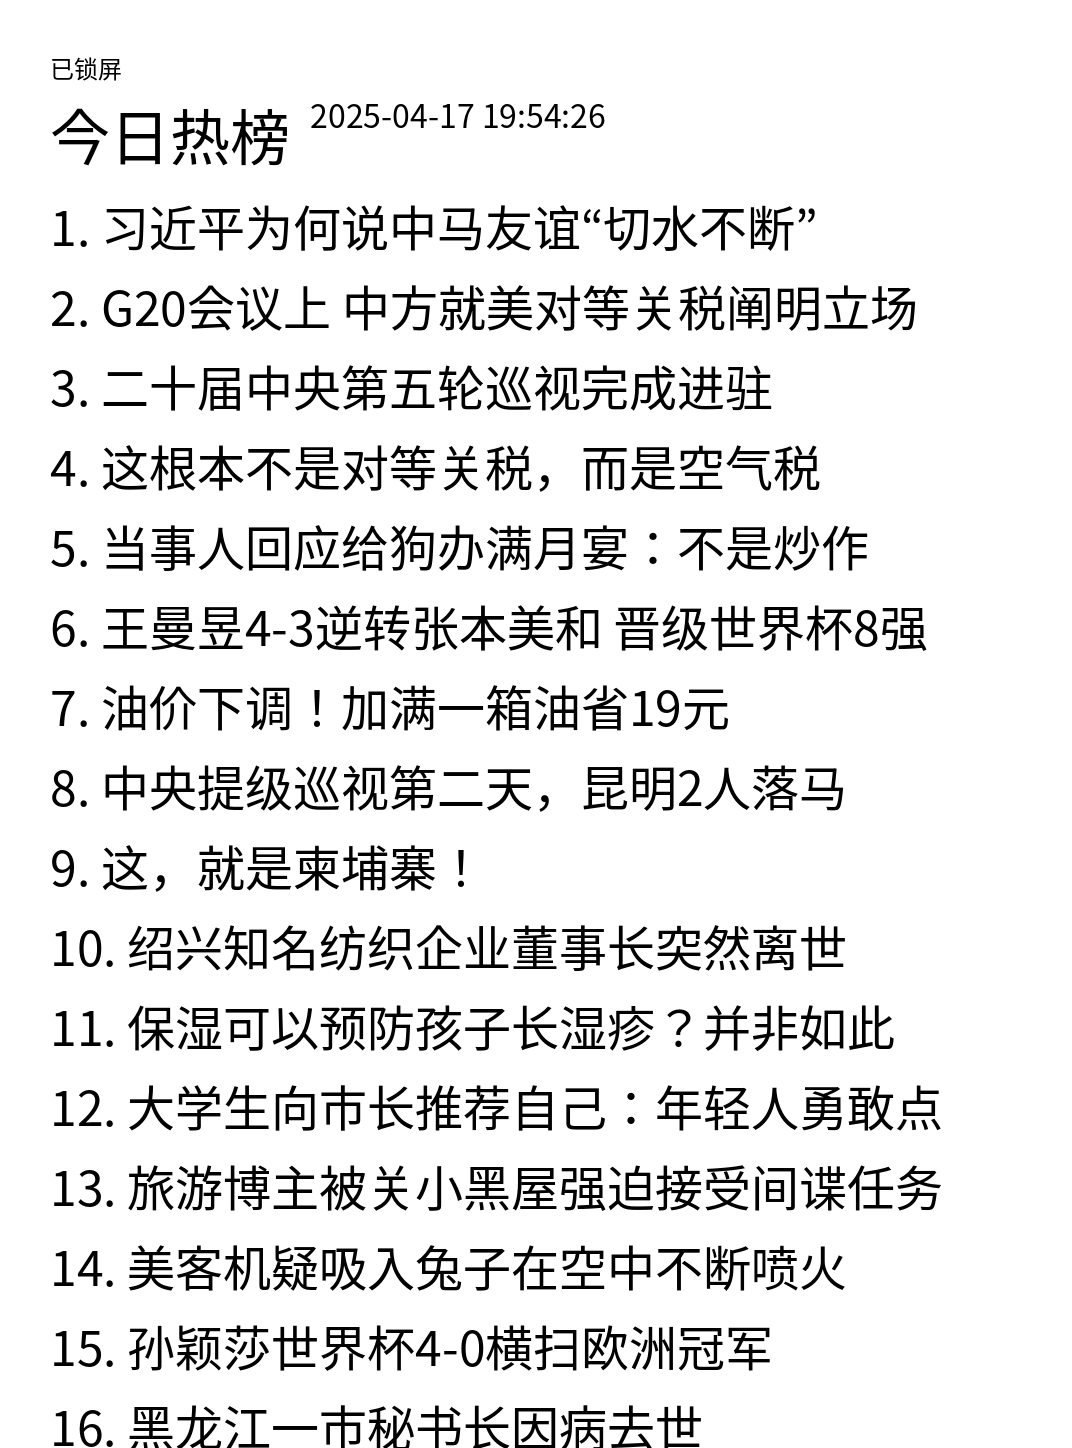 已锁屏
今日热榜 2025-04-17 19:54:26
1. 习近平为何说中马友谊“切水不断”
2. G20会议上 中方就美对等关税阐明立场
3. 二十届中央第五轮巡视完成进驻
4. 这根本不是对等关税，而是空气税
5. 当事人回应给狗办满月宴：不是炒作
6. 王曼昱4-3逆转张本美和 晋级世界杯8强
7. 油价下调！加满一箱油省19元
8. 中央提级巡视第二天，昆明2人落马
9. 这，就是柬埔寨！
10. 绍兴知名纺织企业董事长突然离世
11. 保湿可以预防孩子长湿疹？并非如此
12. 大学生向市长推荐自己：年轻人勇敢点
13. 旅游博主被关小黑屋强迫接受间谍任务
14. 美客机疑吸入兔子在空中不断喷火
15. 孙颖莎世界杯4-0横扫欧洲冠军
16. 黑龙江一市秘书长因病去世